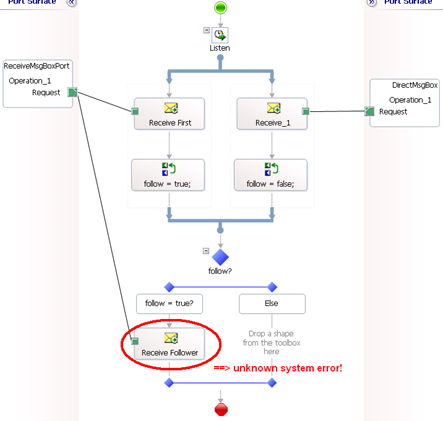 Port Surface
Port Surface
Listen
ReceiveMsgBoxPort
Operation_1
Request
DirectMsgBox
Operation_1
Request
Receive First
Receive_1
follow = true;
follow = false;
follow?
follow = true?
Else
Receive Follower
Drop a shape
from the toolbox
here
==> unknown system error!